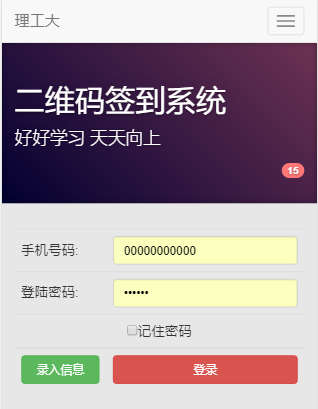 理工大
二维码签到系统
好好学习 天天向上
15
手机号码: 00000000000
登陆密码: ••••••
记住密码
录入信息 登录